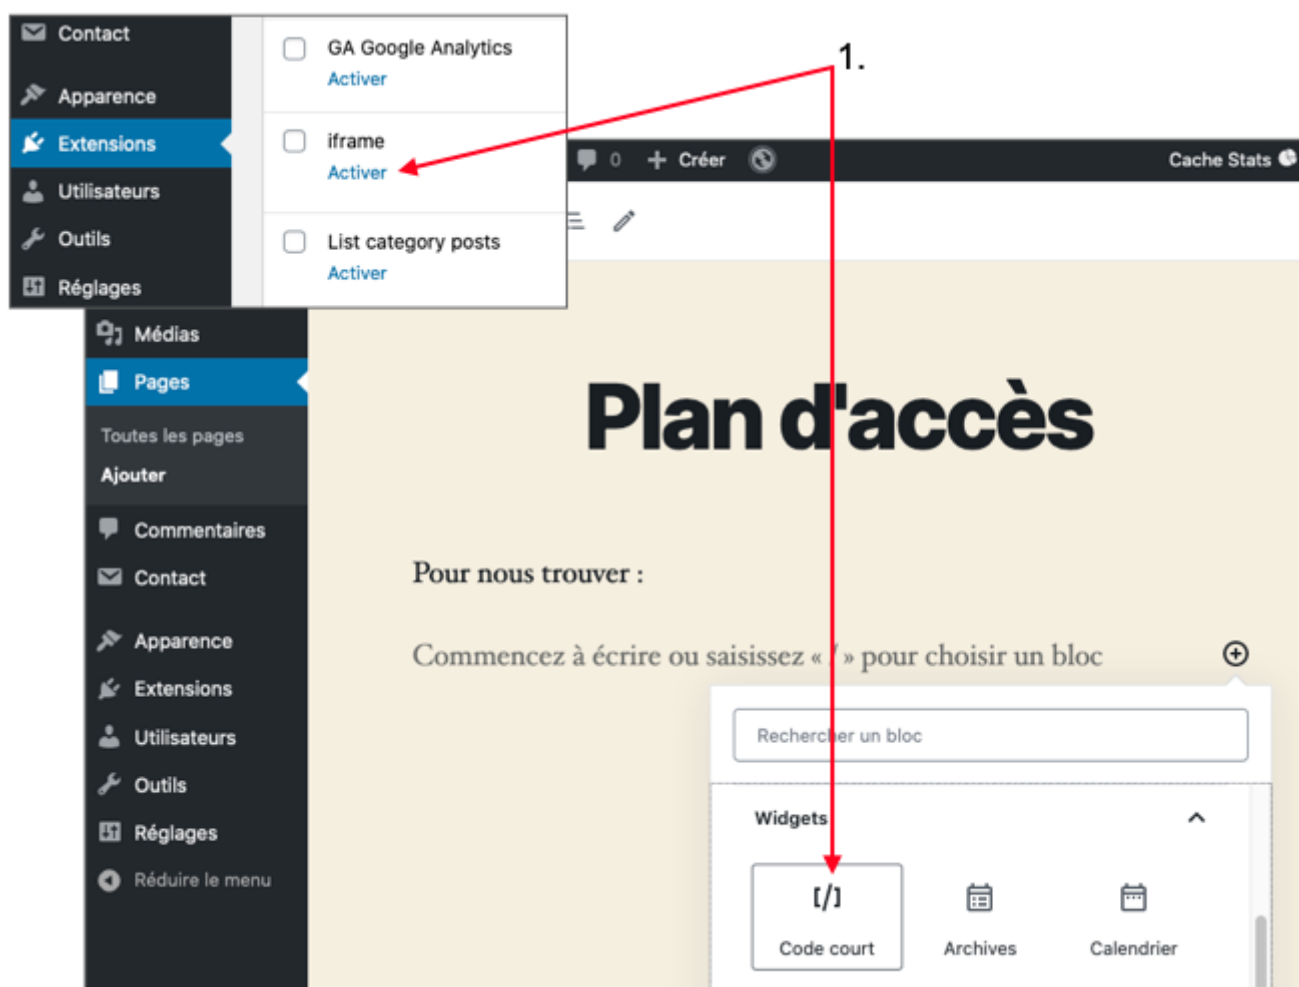 Contact
Apparence
Extensions
Utilisateurs
Outils
Réglages
GA Google Analytics
Activer
iframe
Activer
List category posts
Activer
1.
0 + Créer
Cache Stats
Médias
Pages
Toutes les pages
Ajouter
Commentaires
Contact
Apparence
Extensions
Utilisateurs
Outils
Réglages
Réduire le menu
Plan d'accès
Pour nous trouver :
Commencez à écrire ou saisissez « / » pour choisir un bloc
Rechercher un bloc
Widgets
[/]
Code court
Archives
Calendrier